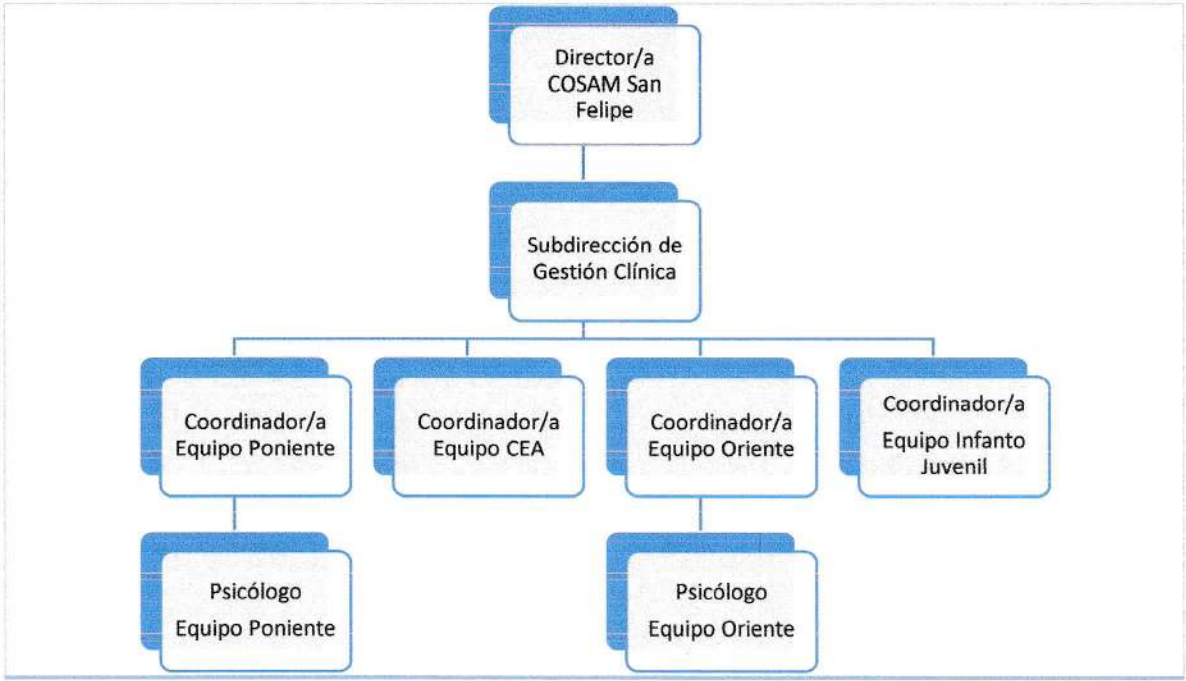 Director/a
COSAM San
Felipe
Subdirección de
Gestión Clínica
Coordinador/a
Equipo Poniente
Coordinador/a
Equipo CEA
Coordinador/a
Equipo Oriente
Coordinador/a
Equipo Infanto
Juvenil
Psicólogo
Equipo Poniente
Psicólogo
Equipo Oriente